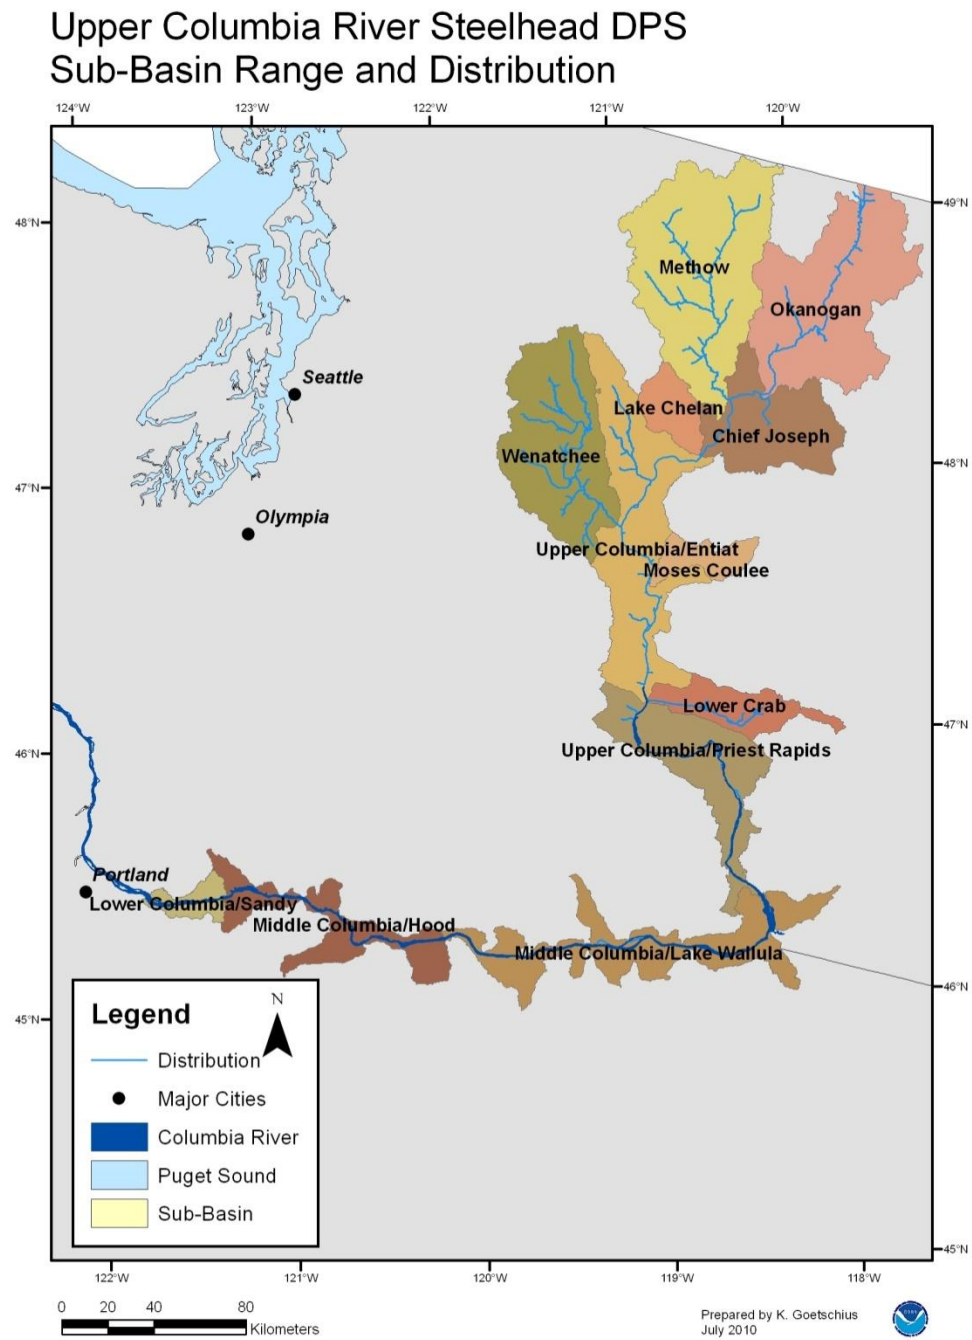 Upper Columbia River Steelhead DPS
Sub-Basin Range and Distribution
124°W 123°W 122°W 121°W 120°W
48°N
49°N
Methow
Okanogan
Seattle
Lake Chelan
Chief Joseph
Wenatchee
48°N
47°N
Olympia
Upper Columbia/Entiat
Moses Coulee
Lower Crab
47°N
Upper Columbia/Priest Rapids
46°N
Portland
Lower Columbia/Sandy
Middle Columbia/Hood
Middle Columbia/Lake Wallula
46°N
45°N
N
Legend
Distribution
Major Cities
Columbia River
Puget Sound
Sub-Basin
45°N
122°W 121°W 120°W 119°W 118°W
0 20 40 80
Kilometers
Prepared by K. Goetschius
July 2010